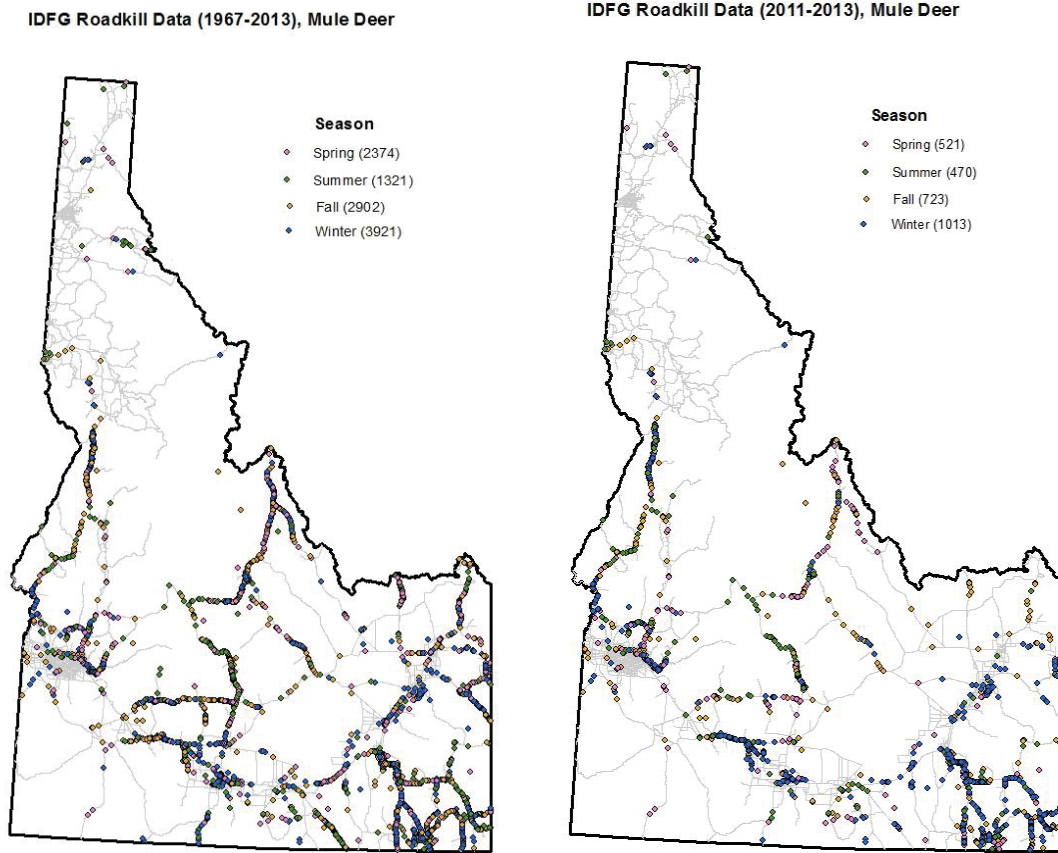 IDFG Roadkill Data (1967-2013), Mule Deer
Season
Spring (2374)
Summer (1321)
Fall (2902)
Winter (3921)
IDFG Roadkill Data (2011-2013), Mule Deer
Season
Spring (521)
Summer (470)
Fall (723)
Winter (1013)